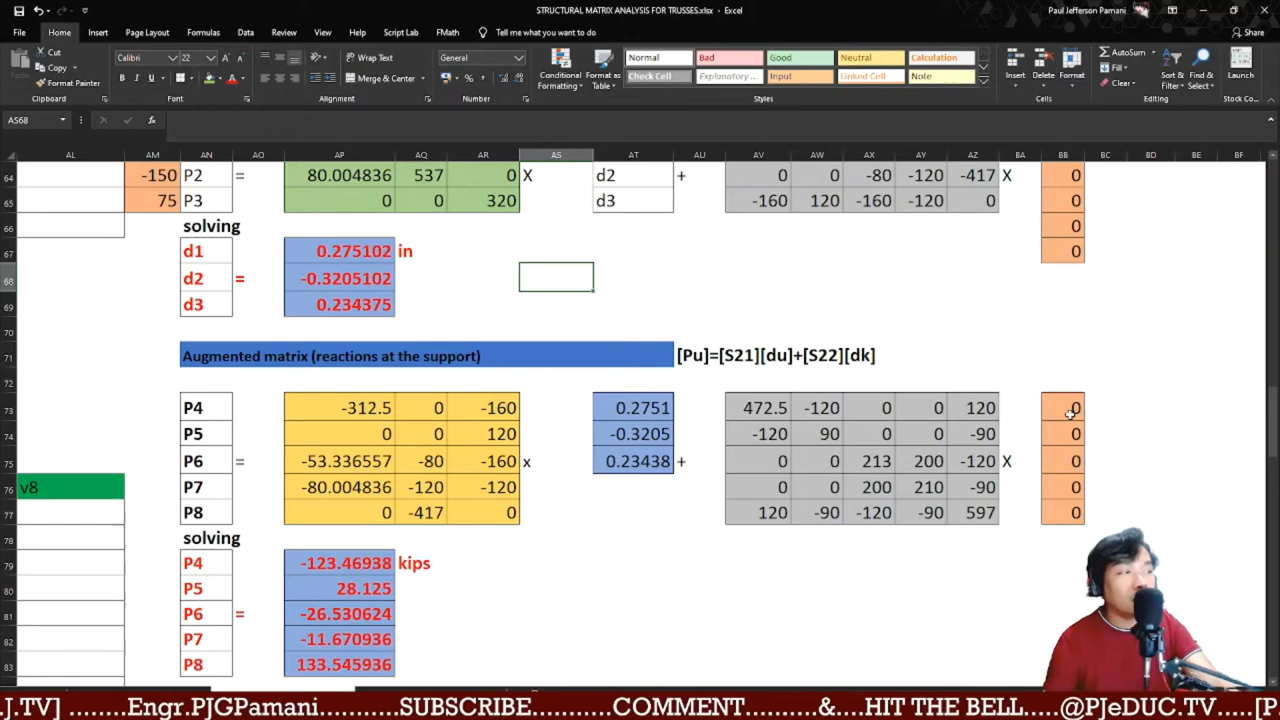 STRUCTURAL MATRIX ANALYSIS FOR TRUSSES.xlsx - Excel
Paul Jefferson Pamani
File Home Insert Page Layout Formulas Data Review View Help Script Lab FMath Tell me what you want to do Share
Cut
Copy
Format Painter
Clipboard
Calibri 22
B I U
Font
Wrap Text
Merge & Center
Alignment
General
Number
Conditional Formatting
Format as Table
Normal Bad Good Neutral Calculation
Check Cell Explanatory ... Input Linked Cell Note
Styles
Insert Delete Format
Cells
AutoSum
Fill
Clear
Sort & Filter
Find & Select
Editing
Launch
Stock Co...
AS68 fx
AL AM AN AO AP AQ AR AS AT AU AV AW AX AY AZ BA BB BC BD BE BF
64 -150 P2 = 80.004836 537 0 X d2 + 0 0 -80 -120 -417 X 0
65 75 P3 0 0 320 d3 -160 120 -160 -120 0 0
66 solving 0
67 d1 0.275102 in 0
68 d2 = -0.3205102
69 d3 0.234375
70
71 Augmented matrix (reactions at the support) [Pu]=[S21][du]+[S22][dk]
72
73 P4 -312.5 0 -160 0.2751 472.5 -120 0 0 120 0
74 P5 0 0 120 -0.3205 -120 90 0 0 -90 0
75 P6 = -53.336557 -80 -160 x 0.23438 + 0 0 213 200 -120 X 0
76 v8 P7 -80.004836 -120 -120 0 0 200 210 -90 0
77 P8 0 -417 0 120 -90 -120 -90 597 0
78 solving
79 P4 -123.46938 kips
80 P5 28.125
81 P6 = -26.530624
82 P7 -11.670936
83 P8 133.545936
.J.TV] ........Engr.PJGPamani........SUBSCRIBE........COMMENT........&....HIT THE BELL.....@PJeDUC.TV.....[P